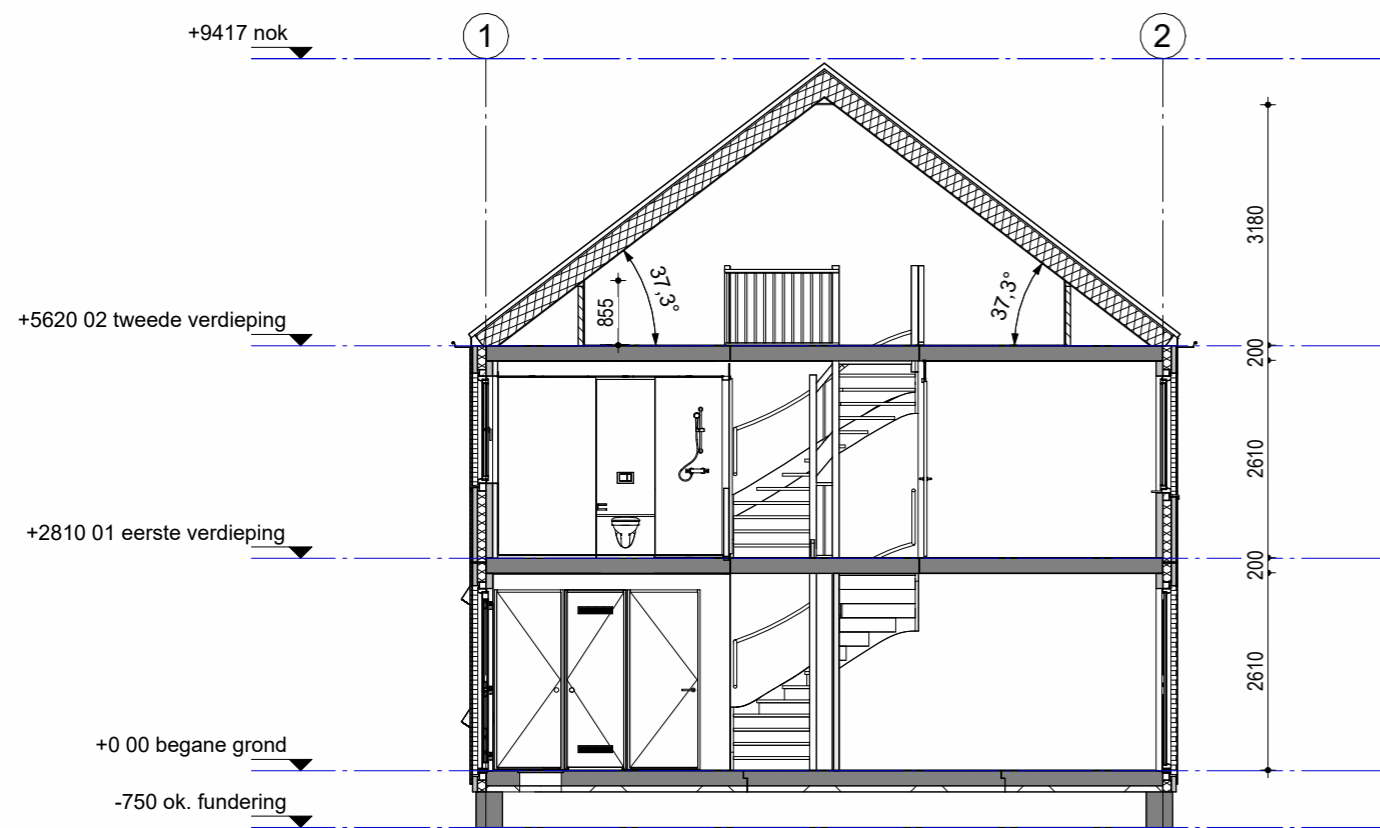 +9417 nok
1
2
3180
37,3°
37,3°
855
+5620 02 tweede verdieping
200
2610
+2810 01 eerste verdieping
200
2610
+0 00 begane grond
-750 ok. fundering